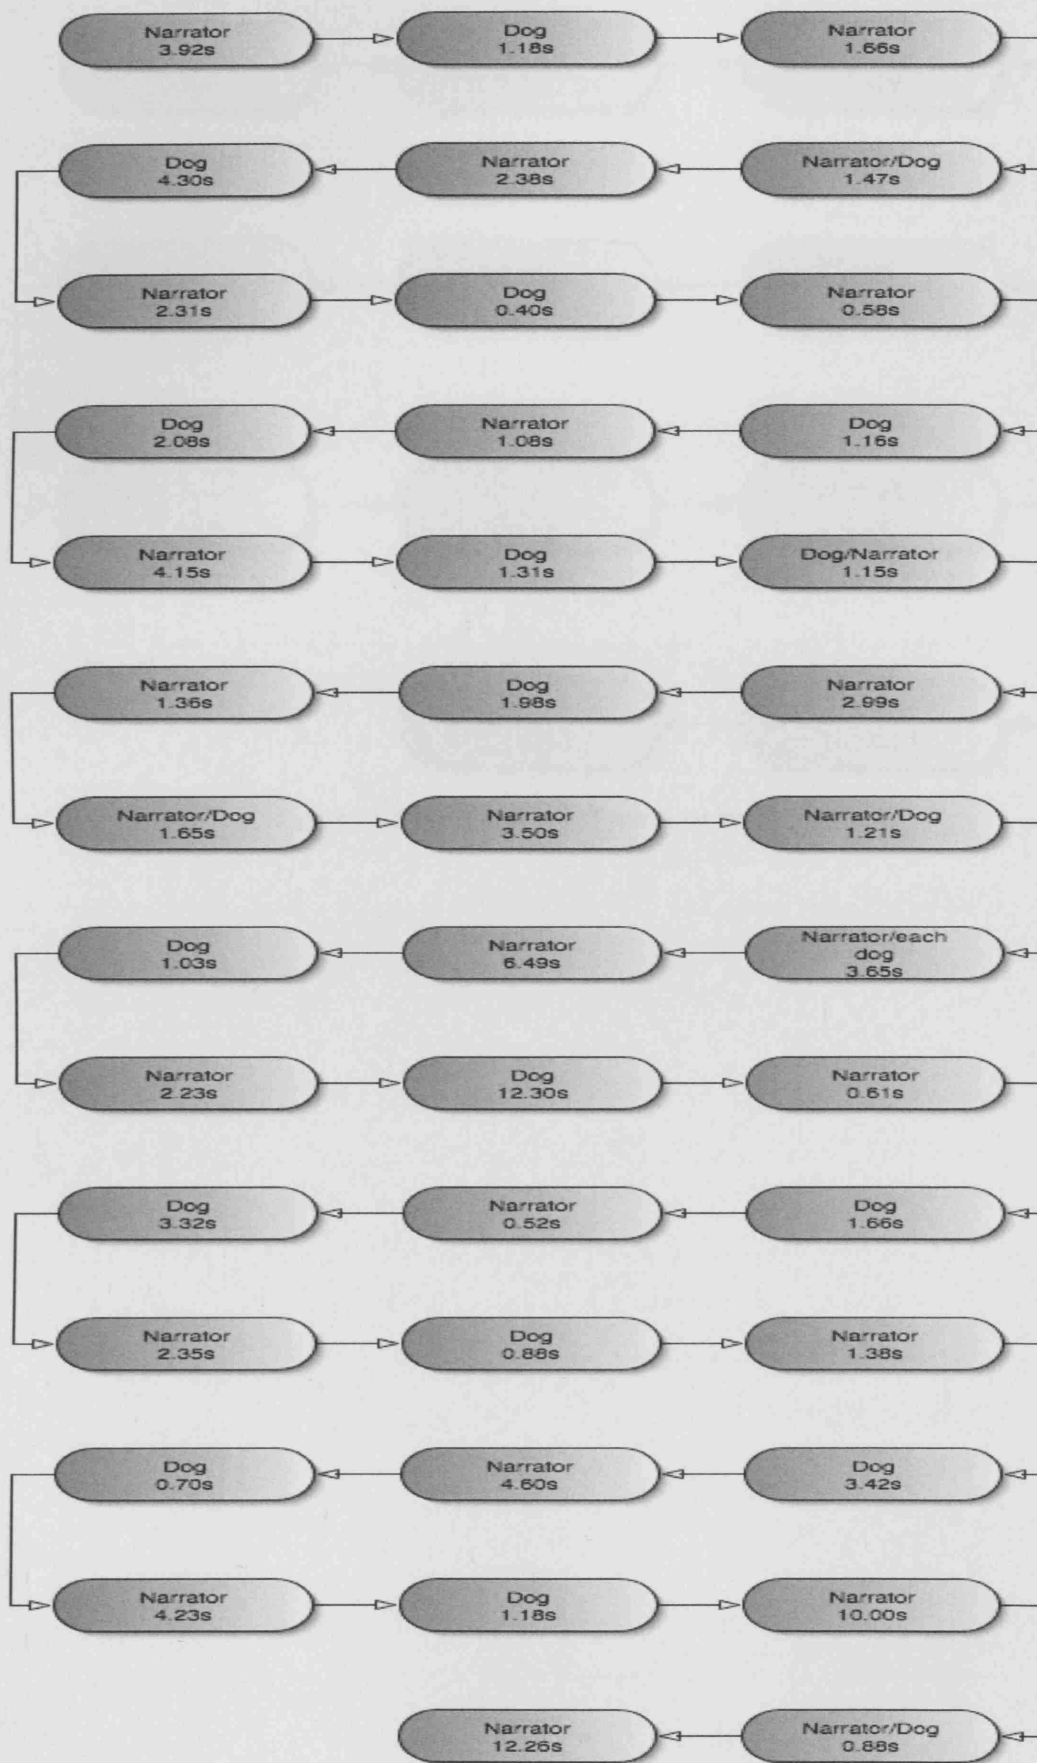 Narrator
3.92s
Dog
1.18s
Narrator
1.66s
Narrator/Dog
1.47s
Narrator
2.38s
Dog
4.30s
Narrator
2.31s
Dog
0.40s
Narrator
0.58s
Dog
1.16s
Narrator
1.08s
Dog
2.08s
Narrator
4.15s
Dog
1.31s
Dog/Narrator
1.15s
Narrator
2.99s
Dog
1.98s
Narrator
1.36s
Narrator/Dog
1.65s
Narrator
3.50s
Narrator/Dog
1.21s
Narrator/each
dog
3.65s
Narrator
6.49s
Dog
1.03s
Narrator
2.23s
Dog
12.30s
Narrator
0.61s
Dog
1.66s
Narrator
0.52s
Dog
3.32s
Narrator
2.35s
Dog
0.88s
Narrator
1.38s
Dog
3.42s
Narrator
4.60s
Dog
0.70s
Narrator
4.23s
Dog
1.18s
Narrator
10.00s
Narrator/Dog
0.88s
Narrator
12.26s